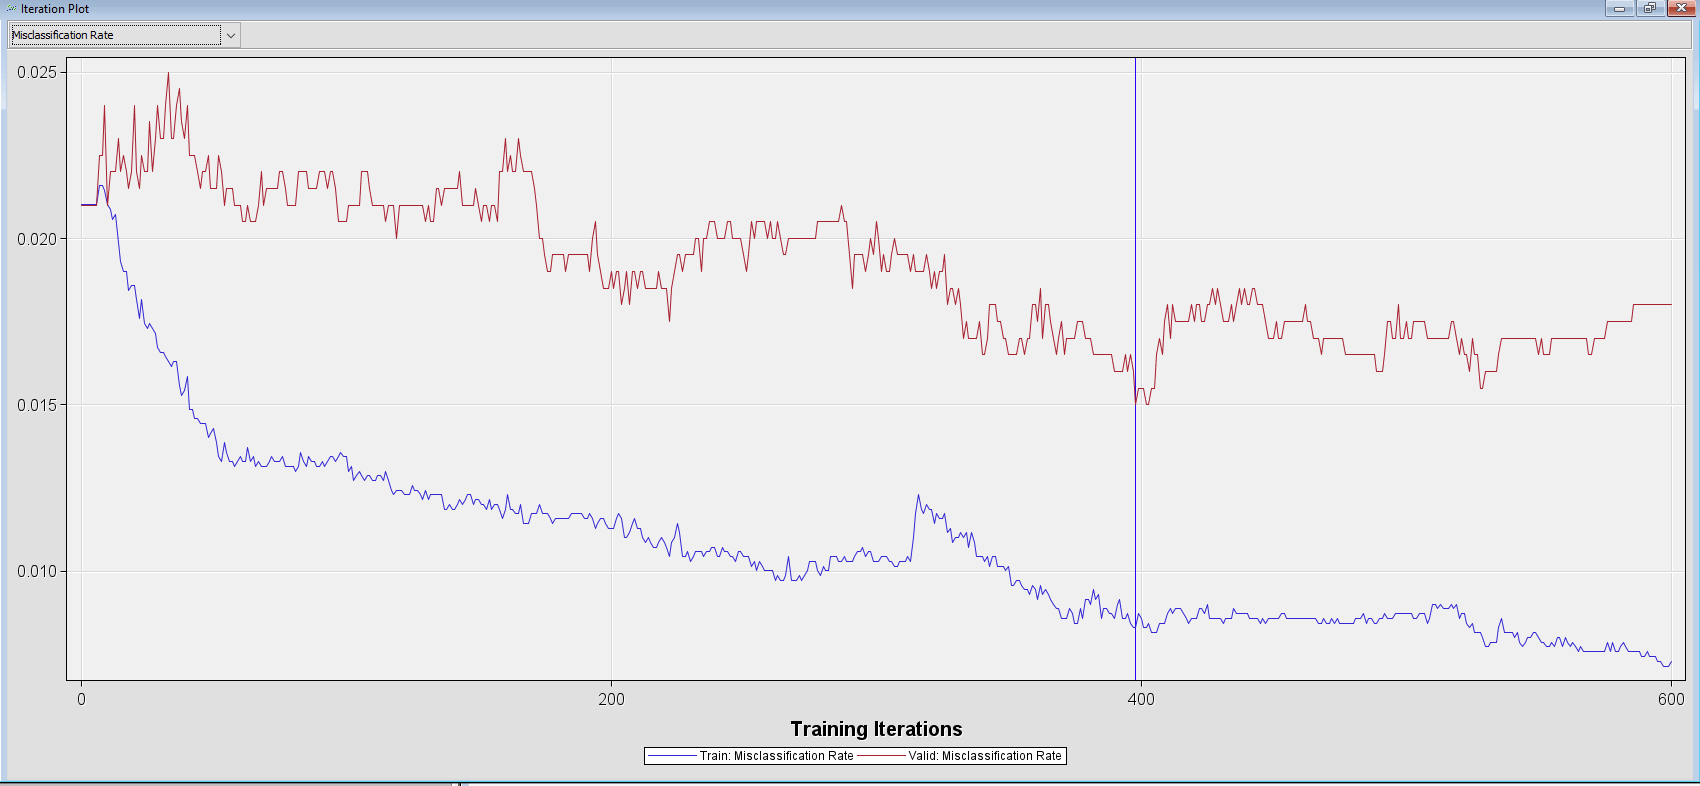 Iteration Plot
Misclassification Rate
0.025
0.020
0.015
0.010
0 200 400 600
Training Iterations
Train: Misclassification Rate Valid: Misclassification Rate